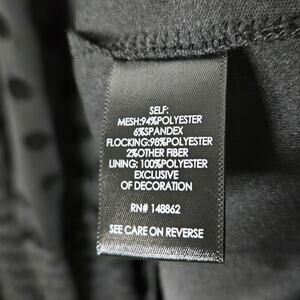 SELF:
MESH:94%POLYESTER
6%SPANDEX
FLOCKING:98%POLYESTER
2%OTHER FIBER
LINING: 100%POLYESTER
EXCLUSIVE
OF DECORATION
RN# 148862
SEE CARE ON REVERSE